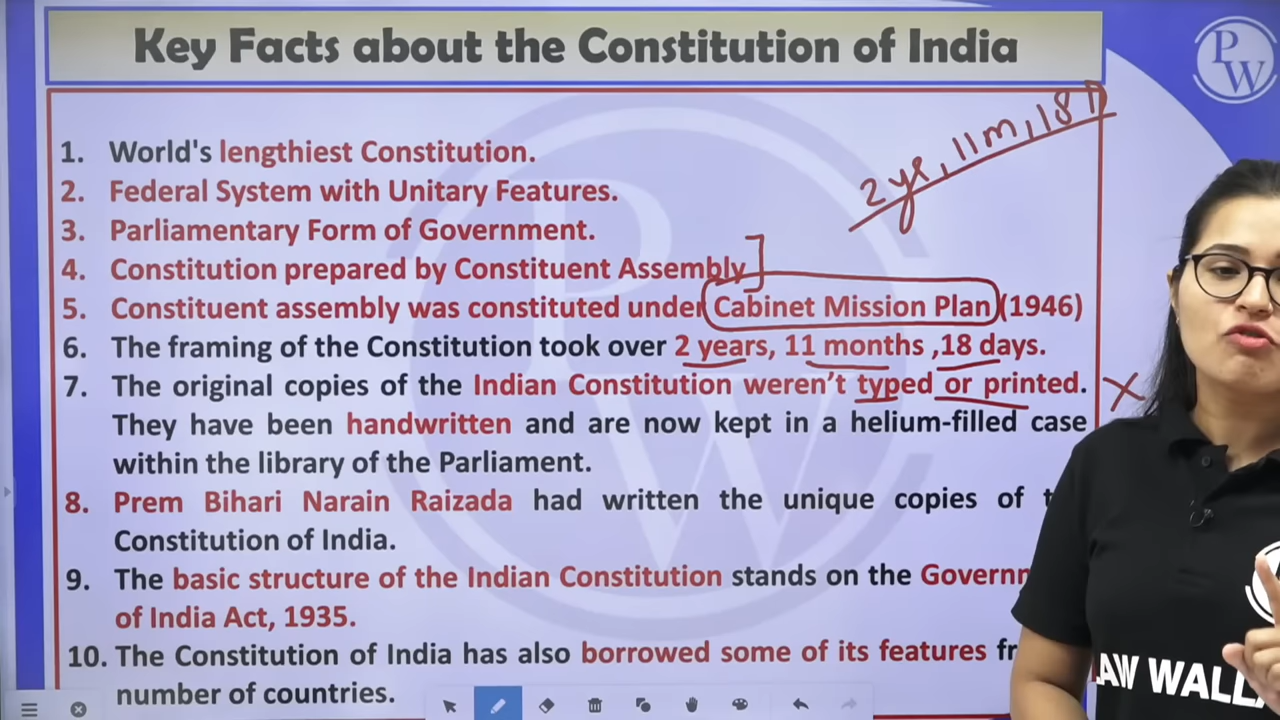 Key Facts about the Constitution of India
PW
2 yr, 11m, 18 D
1. World's lengthiest Constitution.
2. Federal System with Unitary Features.
3. Parliamentary Form of Government.
4. Constitution prepared by Constituent Assembly
5. Constituent assembly was constituted under Cabinet Mission Plan (1946)
6. The framing of the Constitution took over 2 years, 11 months ,18 days.
7. The original copies of the Indian Constitution weren't typed or printed.
They have been handwritten and are now kept in a helium-filled case
within the library of the Parliament.
8. Prem Bihari Narain Raizada had written the unique copies of
Constitution of India.
9. The basic structure of the Indian Constitution stands on the
of India Act, 1935.
10. The Constitution of India has also borrowed some of its features
number of countries.
LAW WALL